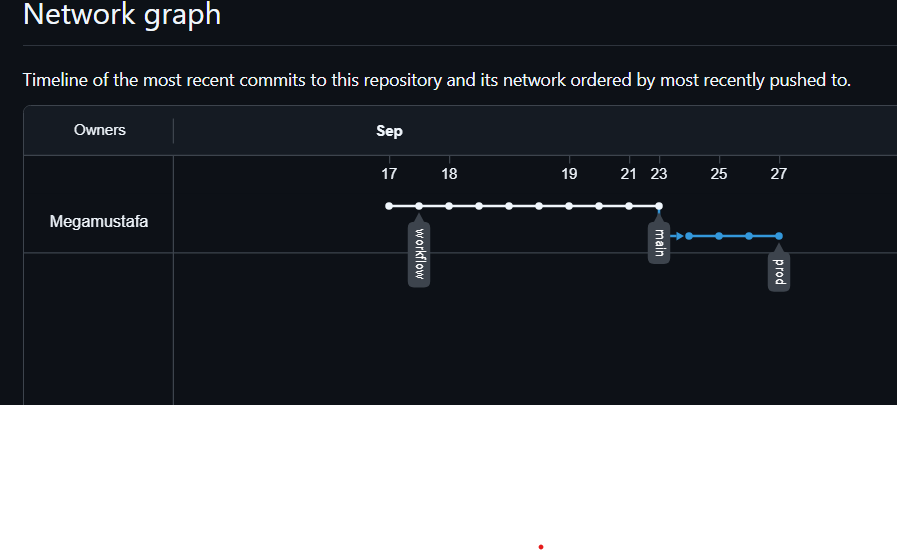 Network graph
Timeline of the most recent commits to this repository and its network ordered by most recently pushed to.
Owners
Sep
17 18 19 21 23 25 27
Megamustafa
workflow
main
prod